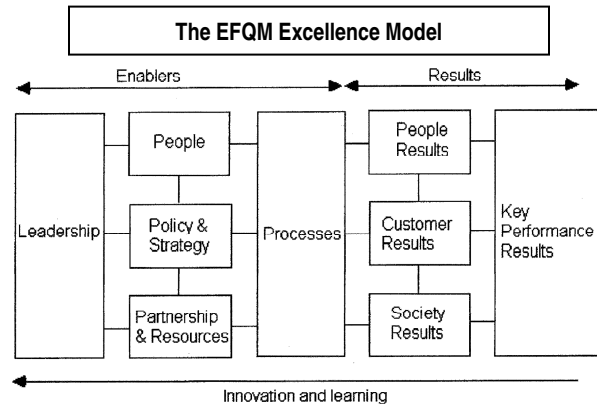 The EFQM Excellence Model
Enablers
Results
Leadership
People
Policy &
Strategy
Partnership
& Resources
Processes
People
Results
Customer
Results
Society
Results
Key
Performance
Results
Innovation and learning